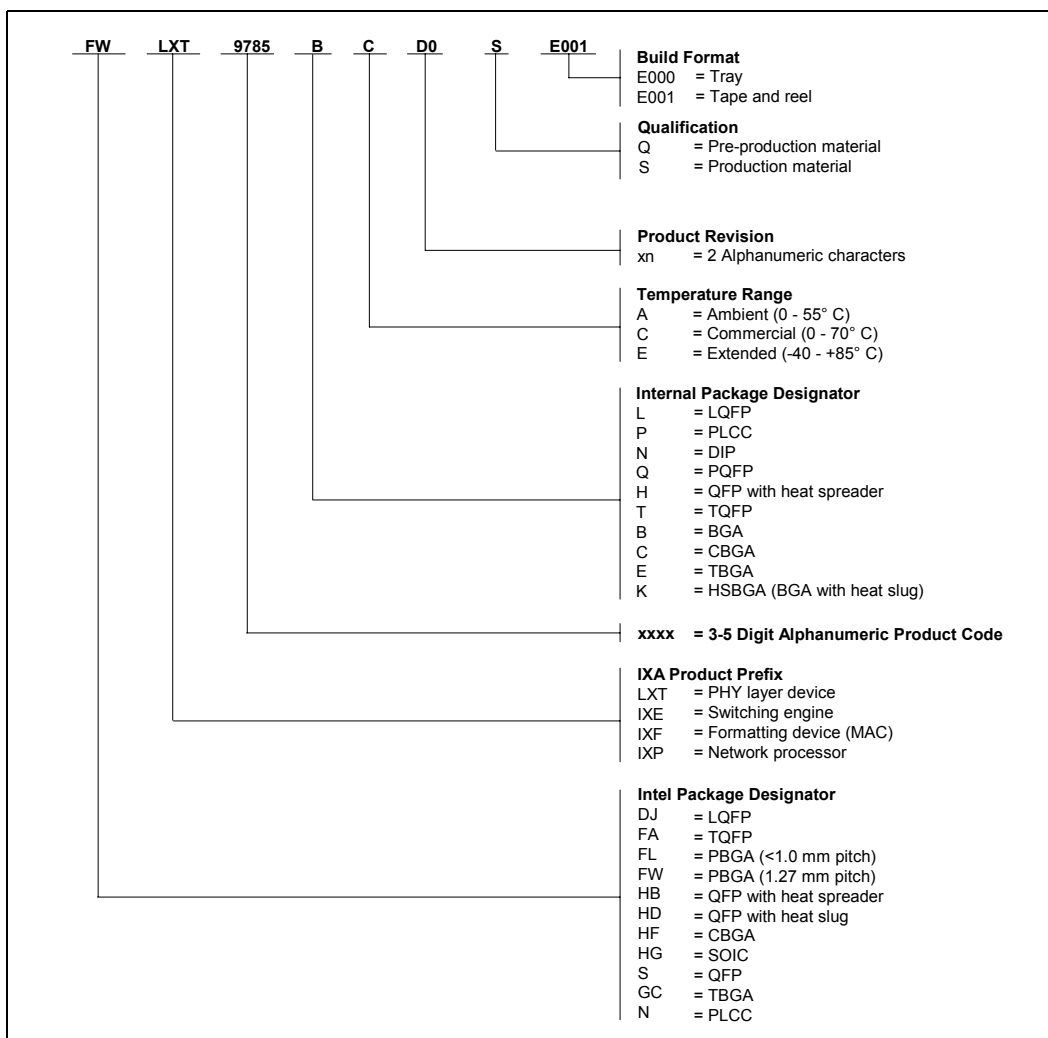 FW LXT 9785 B C D0 S E001
Build Format
E000 = Tray
E001 = Tape and reel
Qualification
Q = Pre-production material
S = Production material
Product Revision
xn = 2 Alphanumeric characters
Temperature Range
A = Ambient (0 - 55° C)
C = Commercial (0 - 70° C)
E = Extended (-40 - +85° C)
Internal Package Designator
L = LQFP
P = PLCC
N = DIP
Q = PQFP
H = QFP with heat spreader
T = TQFP
B = BGA
C = CBGA
E = TBGA
K = HSBGA (BGA with heat slug)
xxxx = 3-5 Digit Alphanumeric Product Code
IXA Product Prefix
LXT = PHY layer device
IXE = Switching engine
IXF = Formatting device (MAC)
IXP = Network processor
Intel Package Designator
DJ = LQFP
FA = TQFP
FL = PBGA (<1.0 mm pitch)
FW = PBGA (1.27 mm pitch)
HB = QFP with heat spreader
HD = QFP with heat slug
HF = CBGA
HG = SOIC
S = QFP
GC = TBGA
N = PLCC